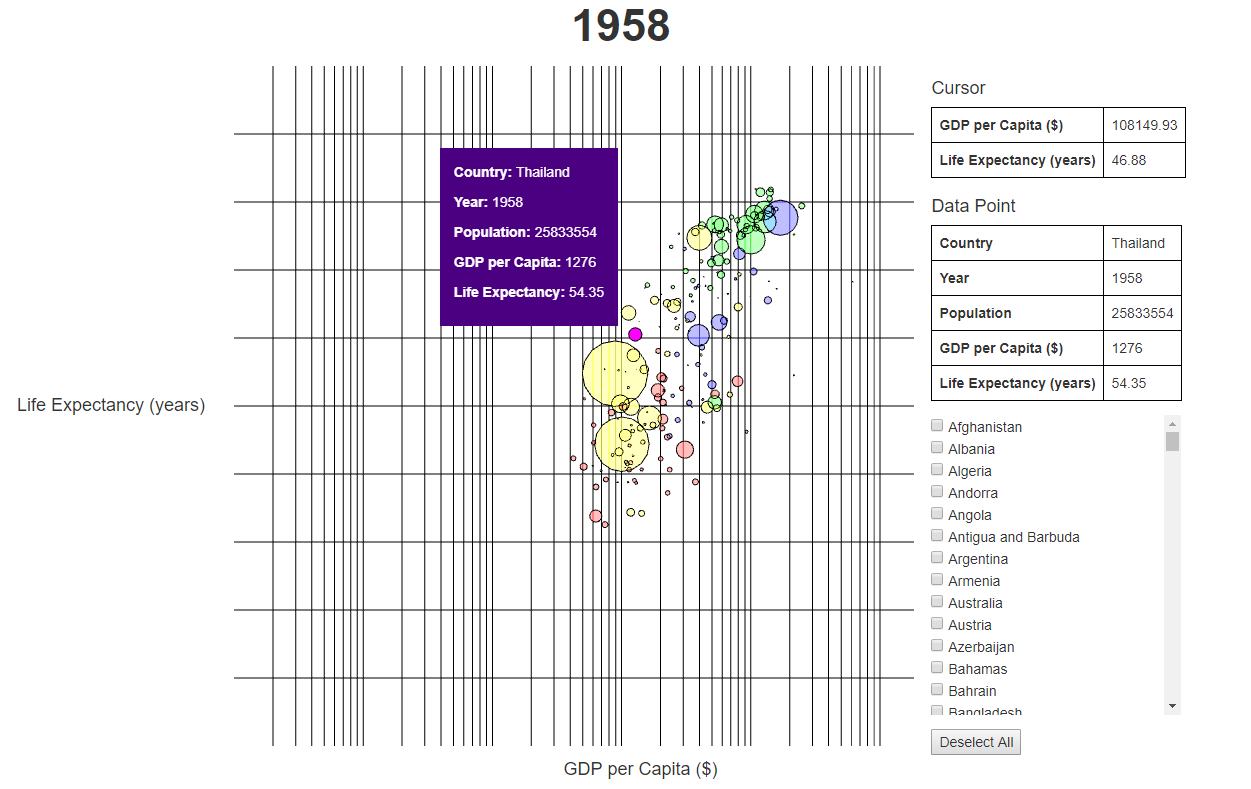 1958
Country: Thailand
Year: 1958
Population: 25833554
GDP per Capita: 1276
Life Expectancy: 54.35
Life Expectancy (years)
GDP per Capita ($)
Cursor
GDP per Capita ($) 108149.93
Life Expectancy (years) 46.88
Data Point
Country Thailand
Year 1958
Population 25833554
GDP per Capita ($) 1276
Life Expectancy (years) 54.35
Afghanistan
Albania
Algeria
Andorra
Angola
Antigua and Barbuda
Argentina
Armenia
Australia
Austria
Azerbaijan
Bahamas
Bahrain
Bangladesh
Deselect All